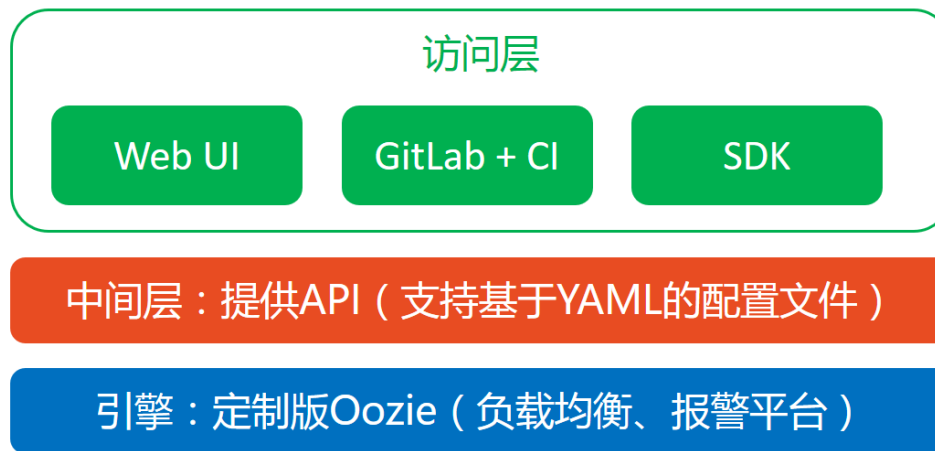 访问层
Web UI
GitLab + CI
SDK
中间层：提供API（支持基于YAML的配置文件）
引擎：定制版Oozie（负载均衡、报警平台）